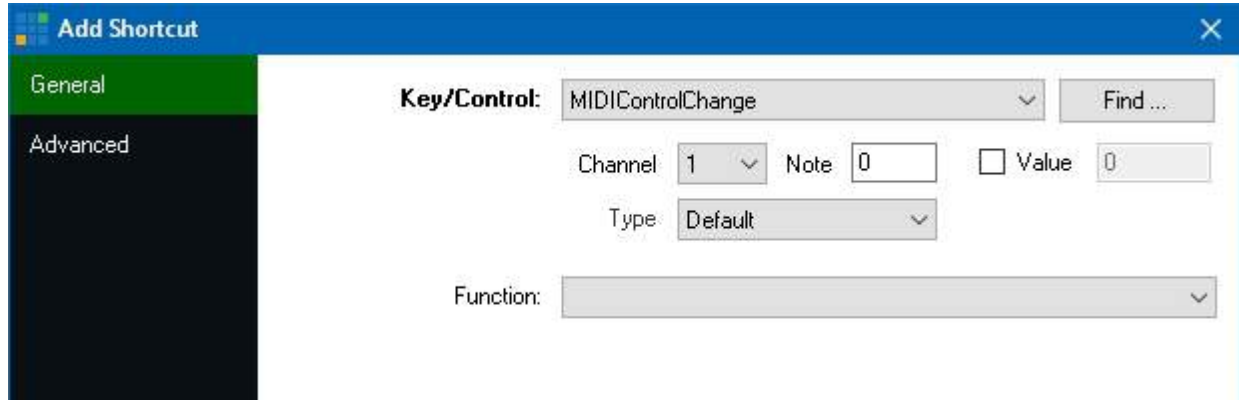 Add Shortcut
General
Advanced
Key/Control: MIDIControlChange Find ...
Channel 1 Note 0 Value 0
Type Default
Function: